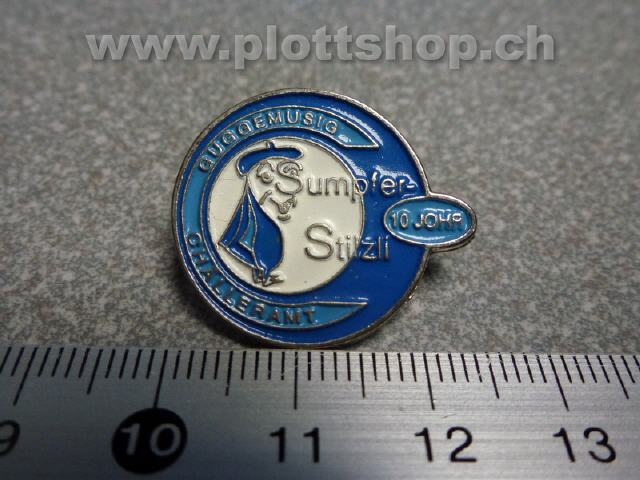 www.plottshop.ch
GUGGEMUSIG
Sumpfer-
Stilzli
10 JOHR
CHALLERAMT
9 10 11 12 13